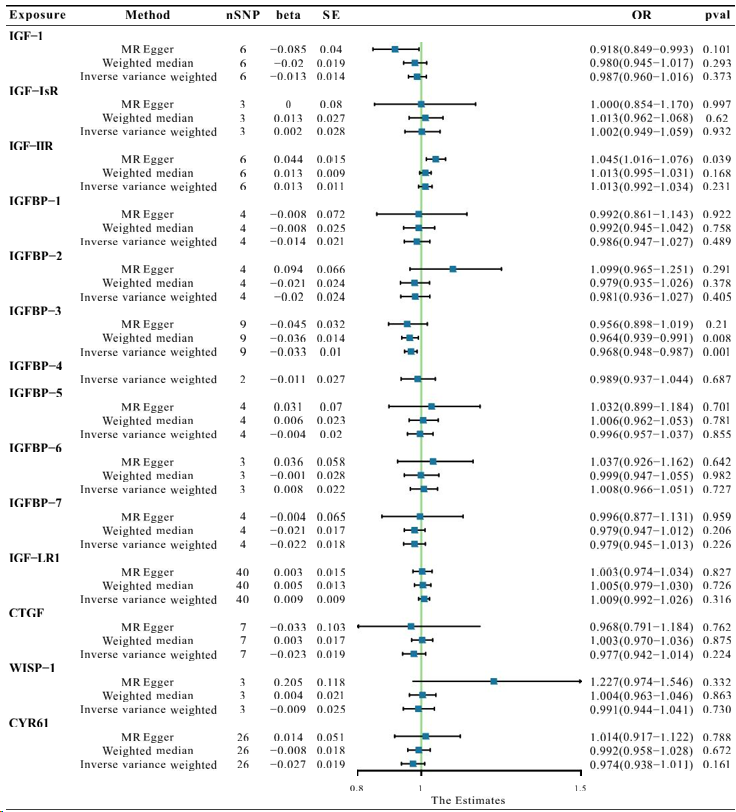 Exposure Method nSNP beta SE OR pval
IGF−1
MR Egger 6 −0.085 0.04 0.918(0.849−0.993) 0.101
Weighted median 6 −0.02 0.019 0.980(0.945−1.017) 0.293
Inverse variance weighted 6 −0.013 0.014 0.987(0.960−1.016) 0.373
IGF−IsR
MR Egger 3 0 0.08 1.000(0.854−1.170) 0.997
Weighted median 3 0.013 0.027 1.013(0.962−1.068) 0.62
Inverse variance weighted 3 0.002 0.028 1.002(0.949−1.059) 0.932
IGF−IIR
MR Egger 6 0.044 0.015 1.045(1.016−1.076) 0.039
Weighted median 6 0.013 0.009 1.013(0.995−1.031) 0.168
Inverse variance weighted 6 0.013 0.011 1.013(0.992−1.034) 0.231
IGFBP−1
MR Egger 4 −0.008 0.072 0.992(0.861−1.143) 0.922
Weighted median 4 −0.008 0.025 0.992(0.945−1.042) 0.758
Inverse variance weighted 4 −0.014 0.021 0.986(0.947−1.027) 0.489
IGFBP−2
MR Egger 4 0.094 0.066 1.099(0.965−1.251) 0.291
Weighted median 4 −0.021 0.024 0.979(0.935−1.026) 0.378
Inverse variance weighted 4 −0.02 0.024 0.981(0.936−1.027) 0.405
IGFBP−3
MR Egger 9 −0.045 0.032 0.956(0.898−1.019) 0.21
Weighted median 9 −0.036 0.014 0.964(0.939−0.991) 0.008
Inverse variance weighted 9 −0.033 0.01 0.968(0.948−0.987) 0.001
IGFBP−4
Inverse variance weighted 2 −0.011 0.027 0.989(0.937−1.044) 0.687
IGFBP−5
MR Egger 4 0.031 0.07 1.032(0.899−1.184) 0.701
Weighted median 4 0.006 0.023 1.006(0.962−1.053) 0.781
Inverse variance weighted 4 −0.004 0.02 0.996(0.957−1.037) 0.855
IGFBP−6
MR Egger 3 0.036 0.058 1.037(0.926−1.162) 0.642
Weighted median 3 −0.001 0.028 0.999(0.947−1.055) 0.982
Inverse variance weighted 3 0.008 0.022 1.008(0.966−1.051) 0.727
IGFBP−7
MR Egger 4 −0.004 0.065 0.996(0.877−1.131) 0.959
Weighted median 4 −0.021 0.017 0.979(0.947−1.012) 0.206
Inverse variance weighted 4 −0.022 0.018 0.979(0.945−1.013) 0.226
IGF−LR1
MR Egger 40 0.003 0.015 1.003(0.974−1.034) 0.827
Weighted median 40 0.005 0.013 1.005(0.979−1.030) 0.726
Inverse variance weighted 40 0.009 0.009 1.009(0.992−1.026) 0.316
CTGF
MR Egger 7 −0.033 0.103 0.968(0.791−1.184) 0.762
Weighted median 7 0.003 0.017 1.003(0.970−1.036) 0.875
Inverse variance weighted 7 −0.023 0.019 0.977(0.942−1.014) 0.224
WISP−1
MR Egger 3 0.205 0.118 1.227(0.974−1.546) 0.332
Weighted median 3 0.004 0.021 1.004(0.963−1.046) 0.863
Inverse variance weighted 3 −0.009 0.025 0.991(0.944−1.041) 0.730
CYR61
MR Egger 26 0.014 0.051 1.014(0.917−1.122) 0.788
Weighted median 26 −0.008 0.018 0.992(0.958−1.028) 0.672
Inverse variance weighted 26 −0.027 0.019 0.974(0.938−1.011) 0.161
0.8 1 1.5
The Estimates